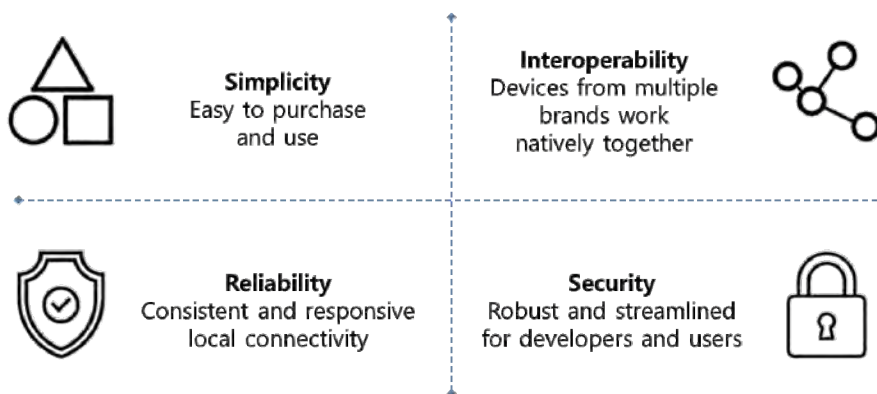 Simplicity
Easy to purchase
and use
Interoperability
Devices from multiple
brands work
natively together
Reliability
Consistent and responsive
local connectivity
Security
Robust and streamlined
for developers and users